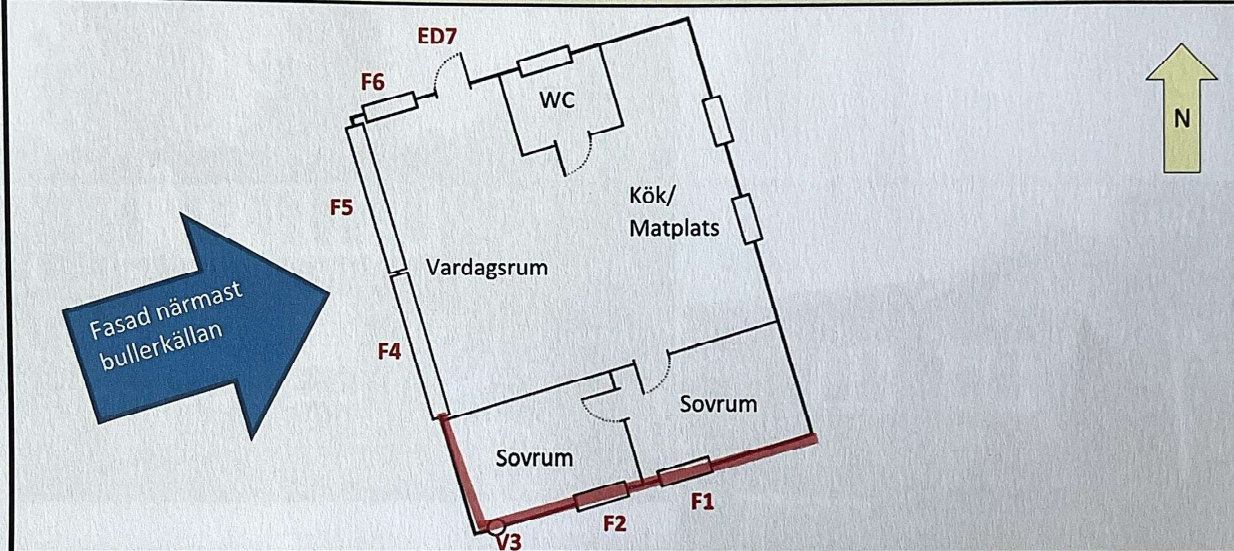 ED7
F6
WC
N
Kök/
Matplats
F5
Vardagsrum
Fasad närmast
bullerkällan
F4
Sovrum
Sovrum
F1
F2
V3